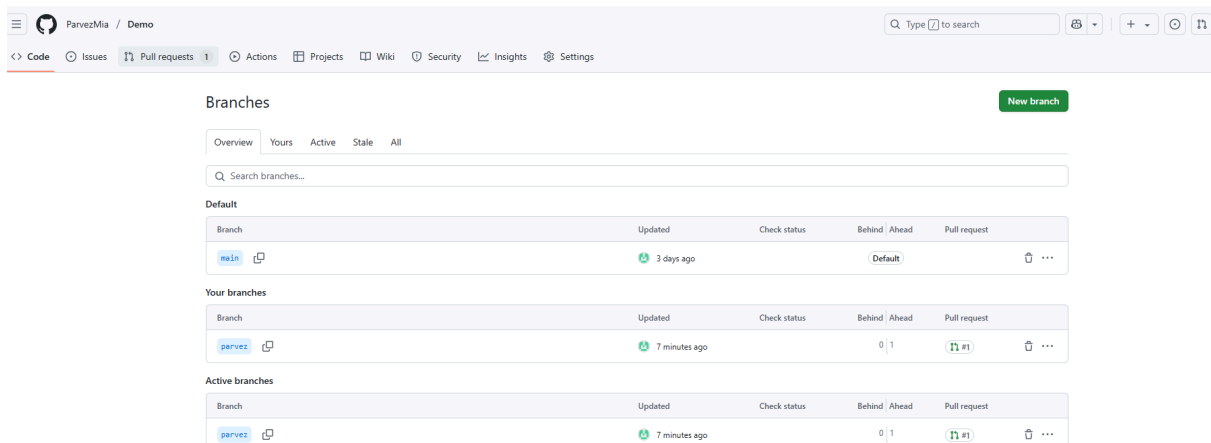 ParvezMia / Demo
Type / to search
Code Issues Pull requests 1 Actions Projects Wiki Security Insights Settings
Branches
New branch
Overview Yours Active Stale All
Search branches...
Default
Branch Updated Check status Behind Ahead Pull request
main 3 days ago Default
Your branches
Branch Updated Check status Behind Ahead Pull request
parvez 7 minutes ago 0 1 #1
Active branches
Branch Updated Check status Behind Ahead Pull request
parvez 7 minutes ago 0 1 #1